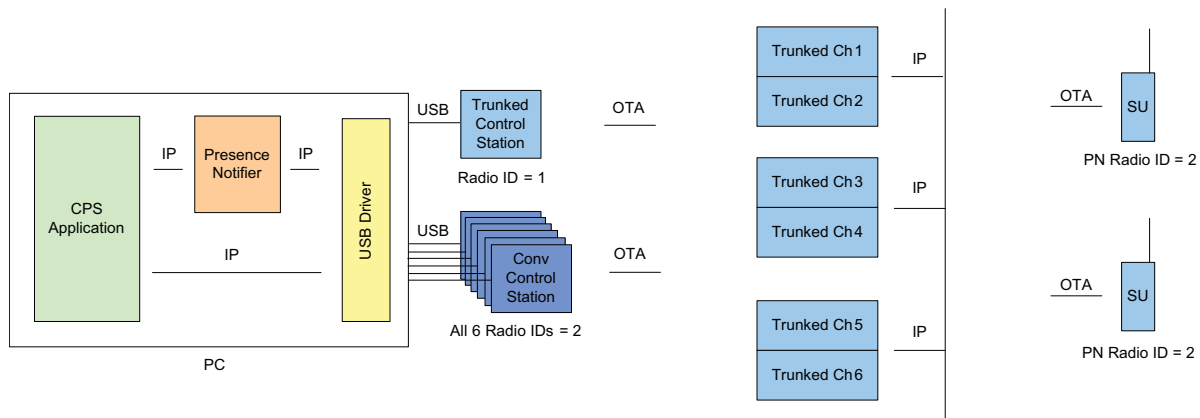 CPS
Application
IP
Presence
Notifier
IP
IP
USB Driver
PC
USB
Trunked
Control
Station
Radio ID = 1
USB
Conv
Control
Station
All 6 Radio IDs = 2
OTA
OTA
Trunked Ch1
Trunked Ch2
IP
Trunked Ch3
Trunked Ch4
IP
Trunked Ch5
Trunked Ch6
IP
OTA
SU
PN Radio ID = 2
OTA
SU
PN Radio ID = 2